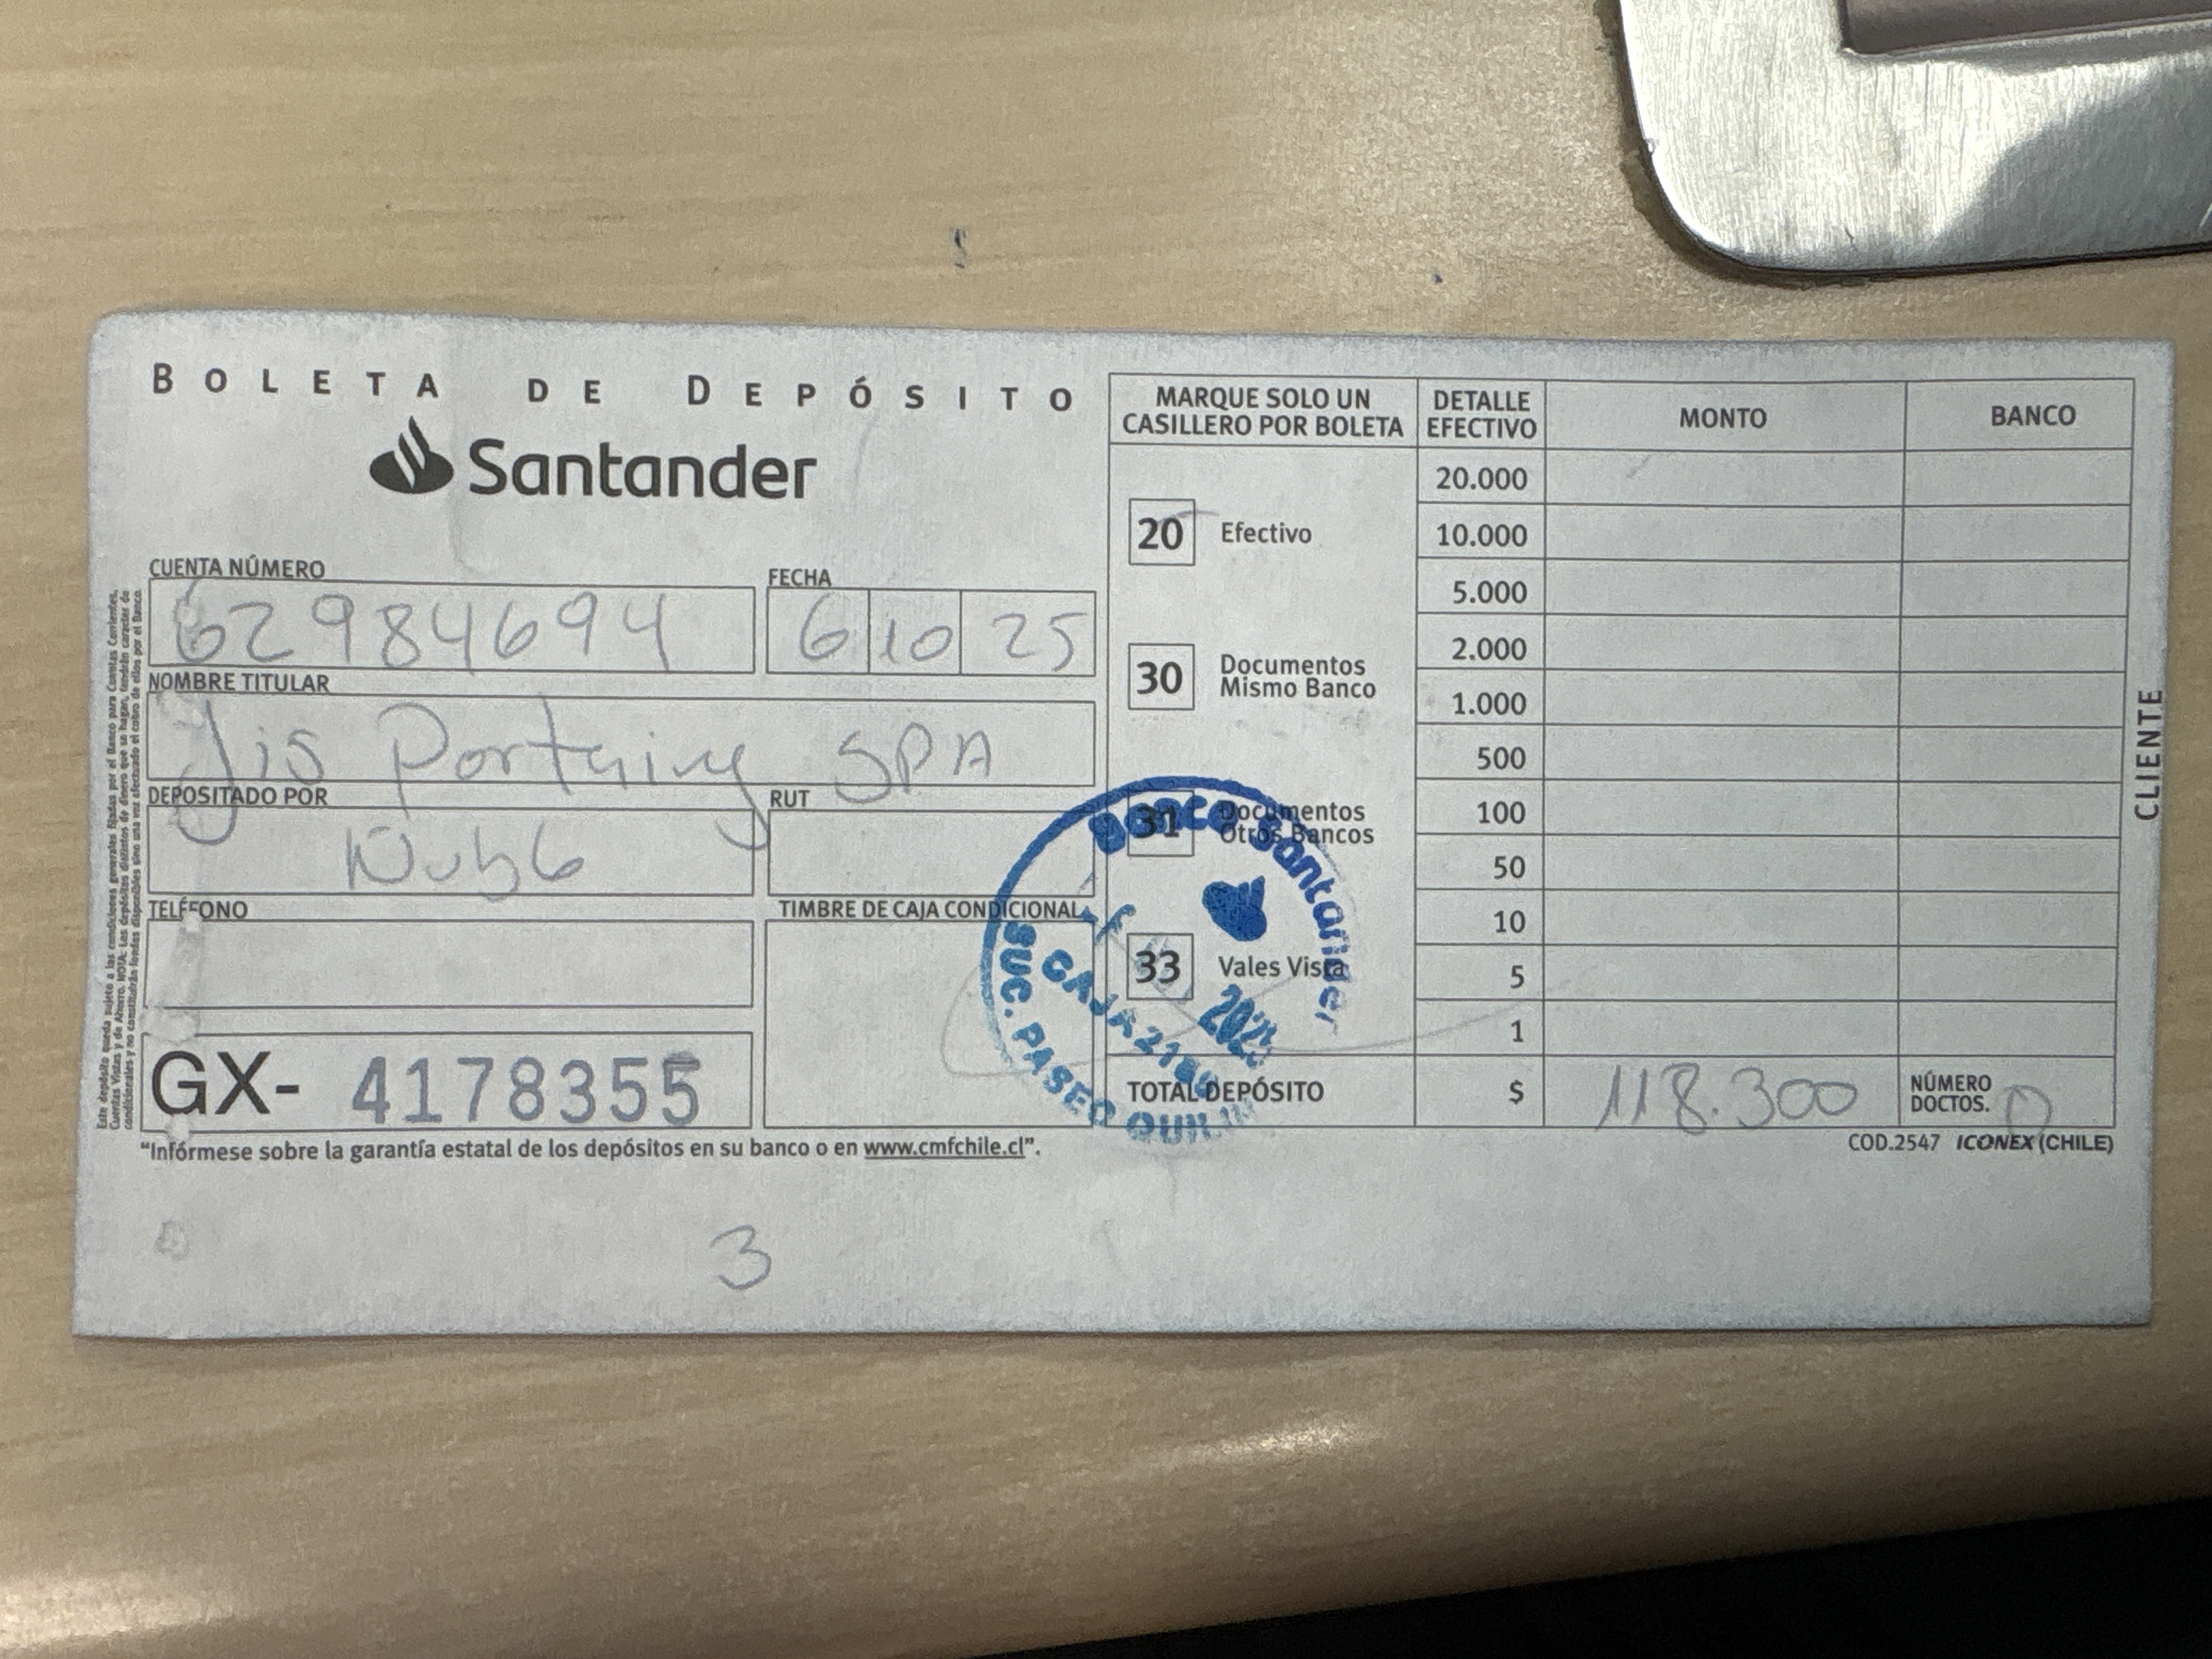 BOLETA DE DEPÓSITO
Santander
CUENTA NÚMERO
62984694
FECHA
6 10 25
NOMBRE TITULAR
Jis SPA
DEPOSITADO POR
RUT
TELÉFONO
TIMBRE DE CAJA CONDICIONAL
GX- 4178355
"Infórmese sobre la garantía estatal de los depósitos en su banco o en www.cmfchile.cl".
3
MARQUE SOLO UN
CASILLERO POR BOLETA
20 Efectivo
30 Documentos
Mismo Banco
31 Documentos
Otros Bancos
33 Vales Vista
DETALLE
EFECTIVO
MONTO
BANCO
20.000
10.000
5.000
2.000
1.000
500
100
50
10
5
1
TOTAL DEPÓSITO $ 118.300
NÚMERO
DOCTOS.
0
COD.2547 ICONEX (CHILE)
CLIENTE
Banco Santander
2025
SUC. PASEO